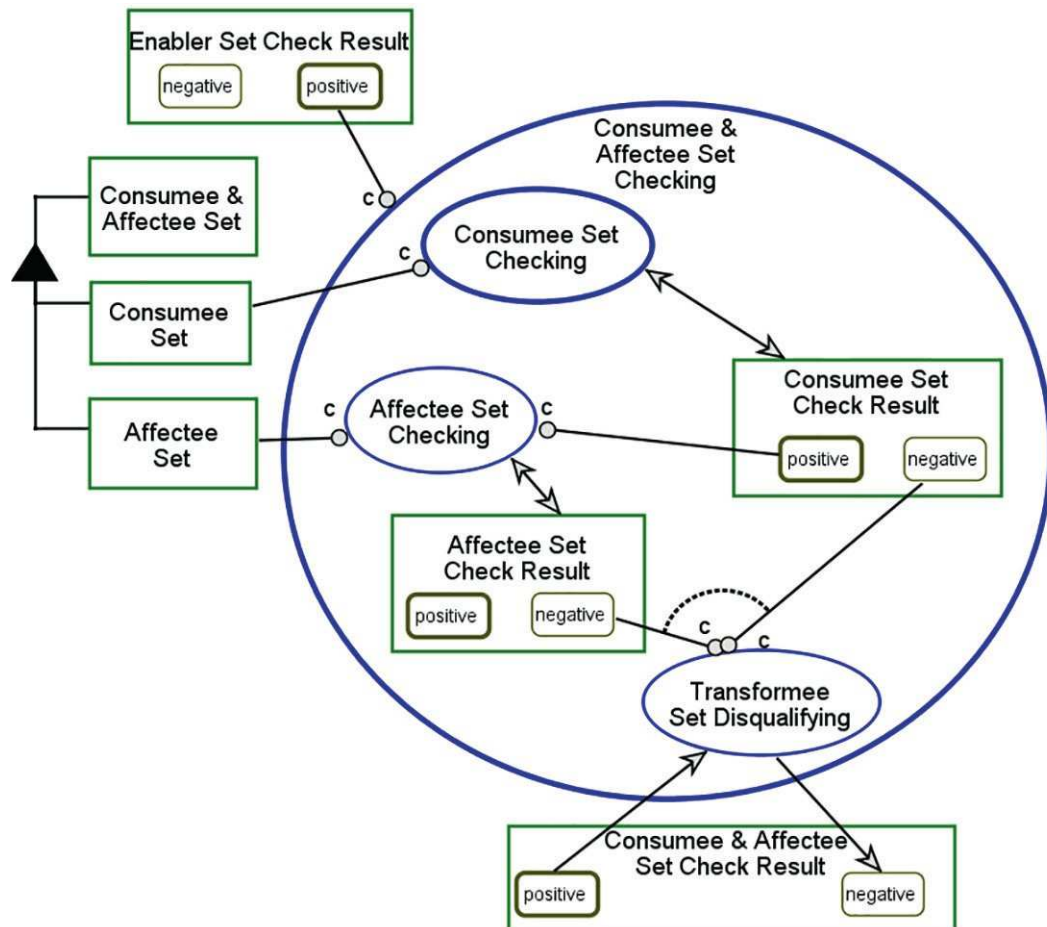 Enabler Set Check Result
negative
positive
Consumee &
Affectee Set
Checking
c
Consumee &
Affectee Set
Consumee Set
Checking
c
Consumee
Set
Consumee Set
Check Result
positive
negative
c
Affectee Set
Checking
c
Affectee
Set
Affectee Set
Check Result
positive
negative
c
c
Transformee
Set Disqualifying
Consumee & Affectee
Set Check Result
positive
negative